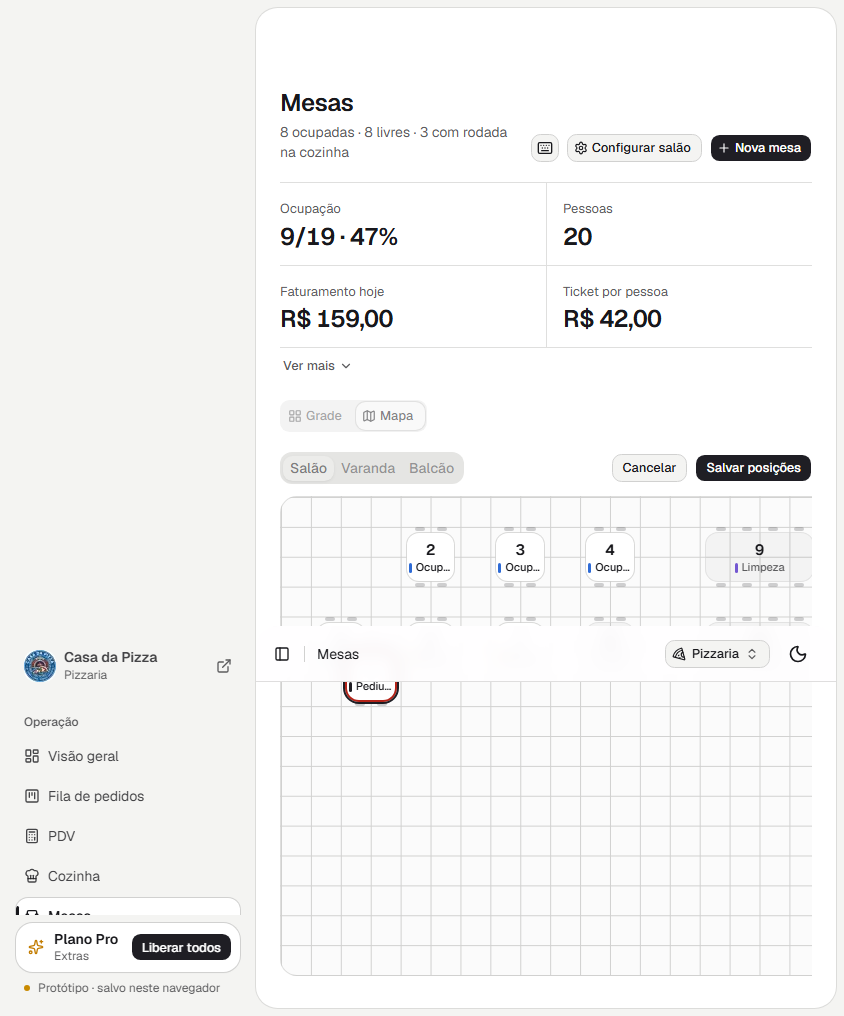 Mesas
8 ocupadas · 8 livres · 3 com rodada
na cozinha
Configurar salão
Nova mesa
Ocupação
9/19 · 47%
Pessoas
20
Faturamento hoje
R$ 159,00
Ticket por pessoa
R$ 42,00
Ver mais
Grade
Mapa
Salão
Varanda
Balcão
Cancelar
Salvar posições
2
Ocup...
3
Ocup...
4
Ocup...
9
Limpeza
Mesas
Pizzaria
Pediu...
Casa da Pizza
Pizzaria
Operação
Visão geral
Fila de pedidos
PDV
Cozinha
Mesas
Plano Pro
Extras
Liberar todos
Protótipo · salvo neste navegador